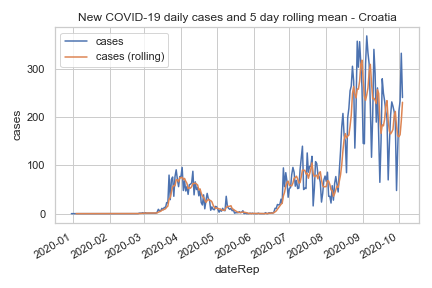 New COVID-19 daily cases and 5 day rolling mean - Croatia
cases
cases (rolling)
300
200
100
0
cases
2020-01
2020-02
2020-03
2020-04
2020-05
2020-06
2020-07
2020-08
2020-09
2020-10
dateRep